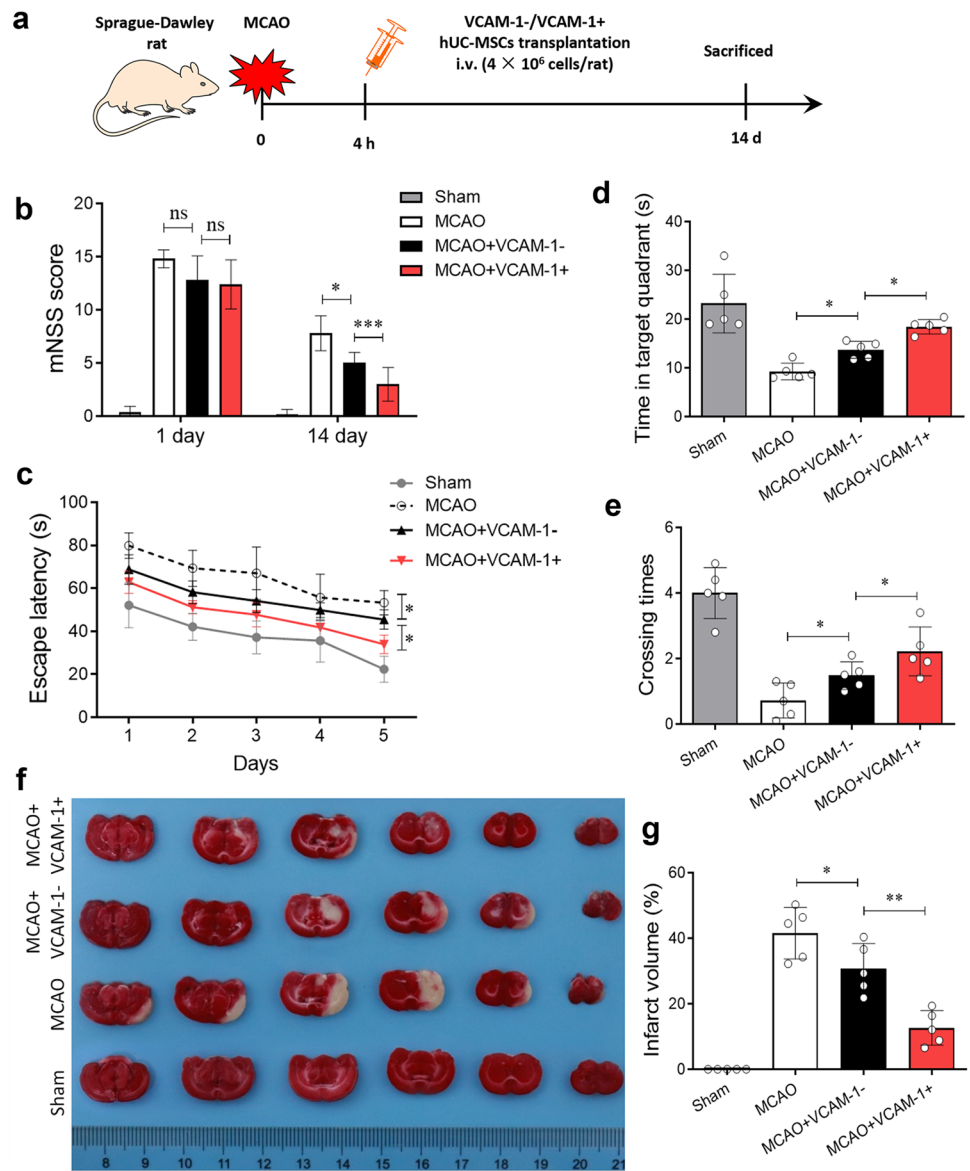 a
Sprague-Dawley
rat
MCAO
VCAM-1-/VCAM-1+
hUC-MSCs transplantation
i.v. (4 × 10⁶ cells/rat)
Sacrificed
0
4 h
14 d
b
mNSS score
20
15
10
5
0
ns
ns
*
***
1 day
14 day
Sham
MCAO
MCAO+VCAM-1-
MCAO+VCAM-1+
c
Escape latency (s)
100
80
60
40
20
0
1 2 3 4 5
Days
Sham
MCAO
MCAO+VCAM-1-
MCAO+VCAM-1+
*
*
d
Time in target quadrant (s)
40
30
20
10
0
*
*
Sham
MCAO
MCAO+VCAM-1-
MCAO+VCAM-1+
e
Crossing times
6
4
2
0
*
*
Sham
MCAO
MCAO+VCAM-1-
MCAO+VCAM-1+
f
MCAO+
VCAM-1+
MCAO+
VCAM-1-
MCAO
Sham
8 9 10 11 12 13 14 15 16 17 18 19 20 21
g
Infarct volume (%)
60
40
20
0
*
**
Sham
MCAO
MCAO+VCAM-1-
MCAO+VCAM-1+